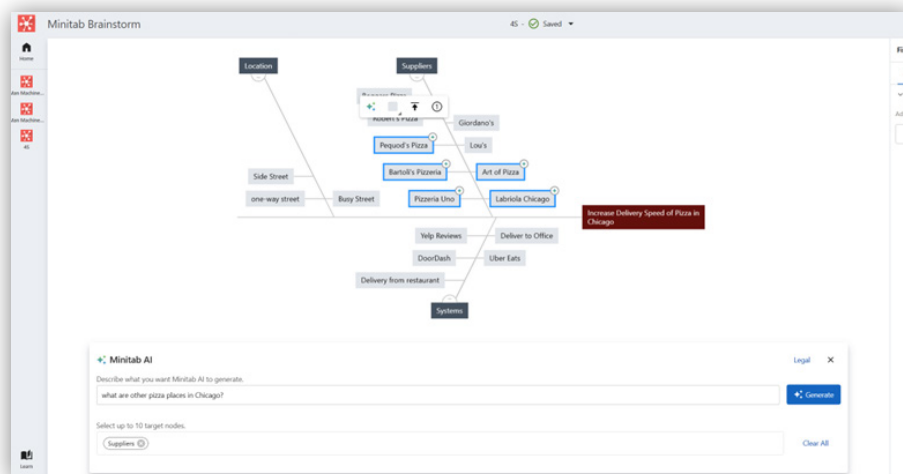 Minitab Brainstorm
4S - Saved
Home
4S
Learn
Location
Suppliers
Robert's Pizza
Giordano's
Pequod's Pizza
Lou's
Bartoli's Pizzeria
Art of Pizza
Side Street
one-way street
Busy Street
Pizzeria Uno
Labriola Chicago
Increase Delivery Speed of Pizza in
Chicago
Yelp Reviews
Deliver to Office
DoorDash
Uber Eats
Delivery from restaurant
Systems
Minitab AI
Legal
Describe what you want Minitab AI to generate.
what are other pizza places in Chicago?
Generate
Select up to 10 target nodes.
Suppliers
Clear All